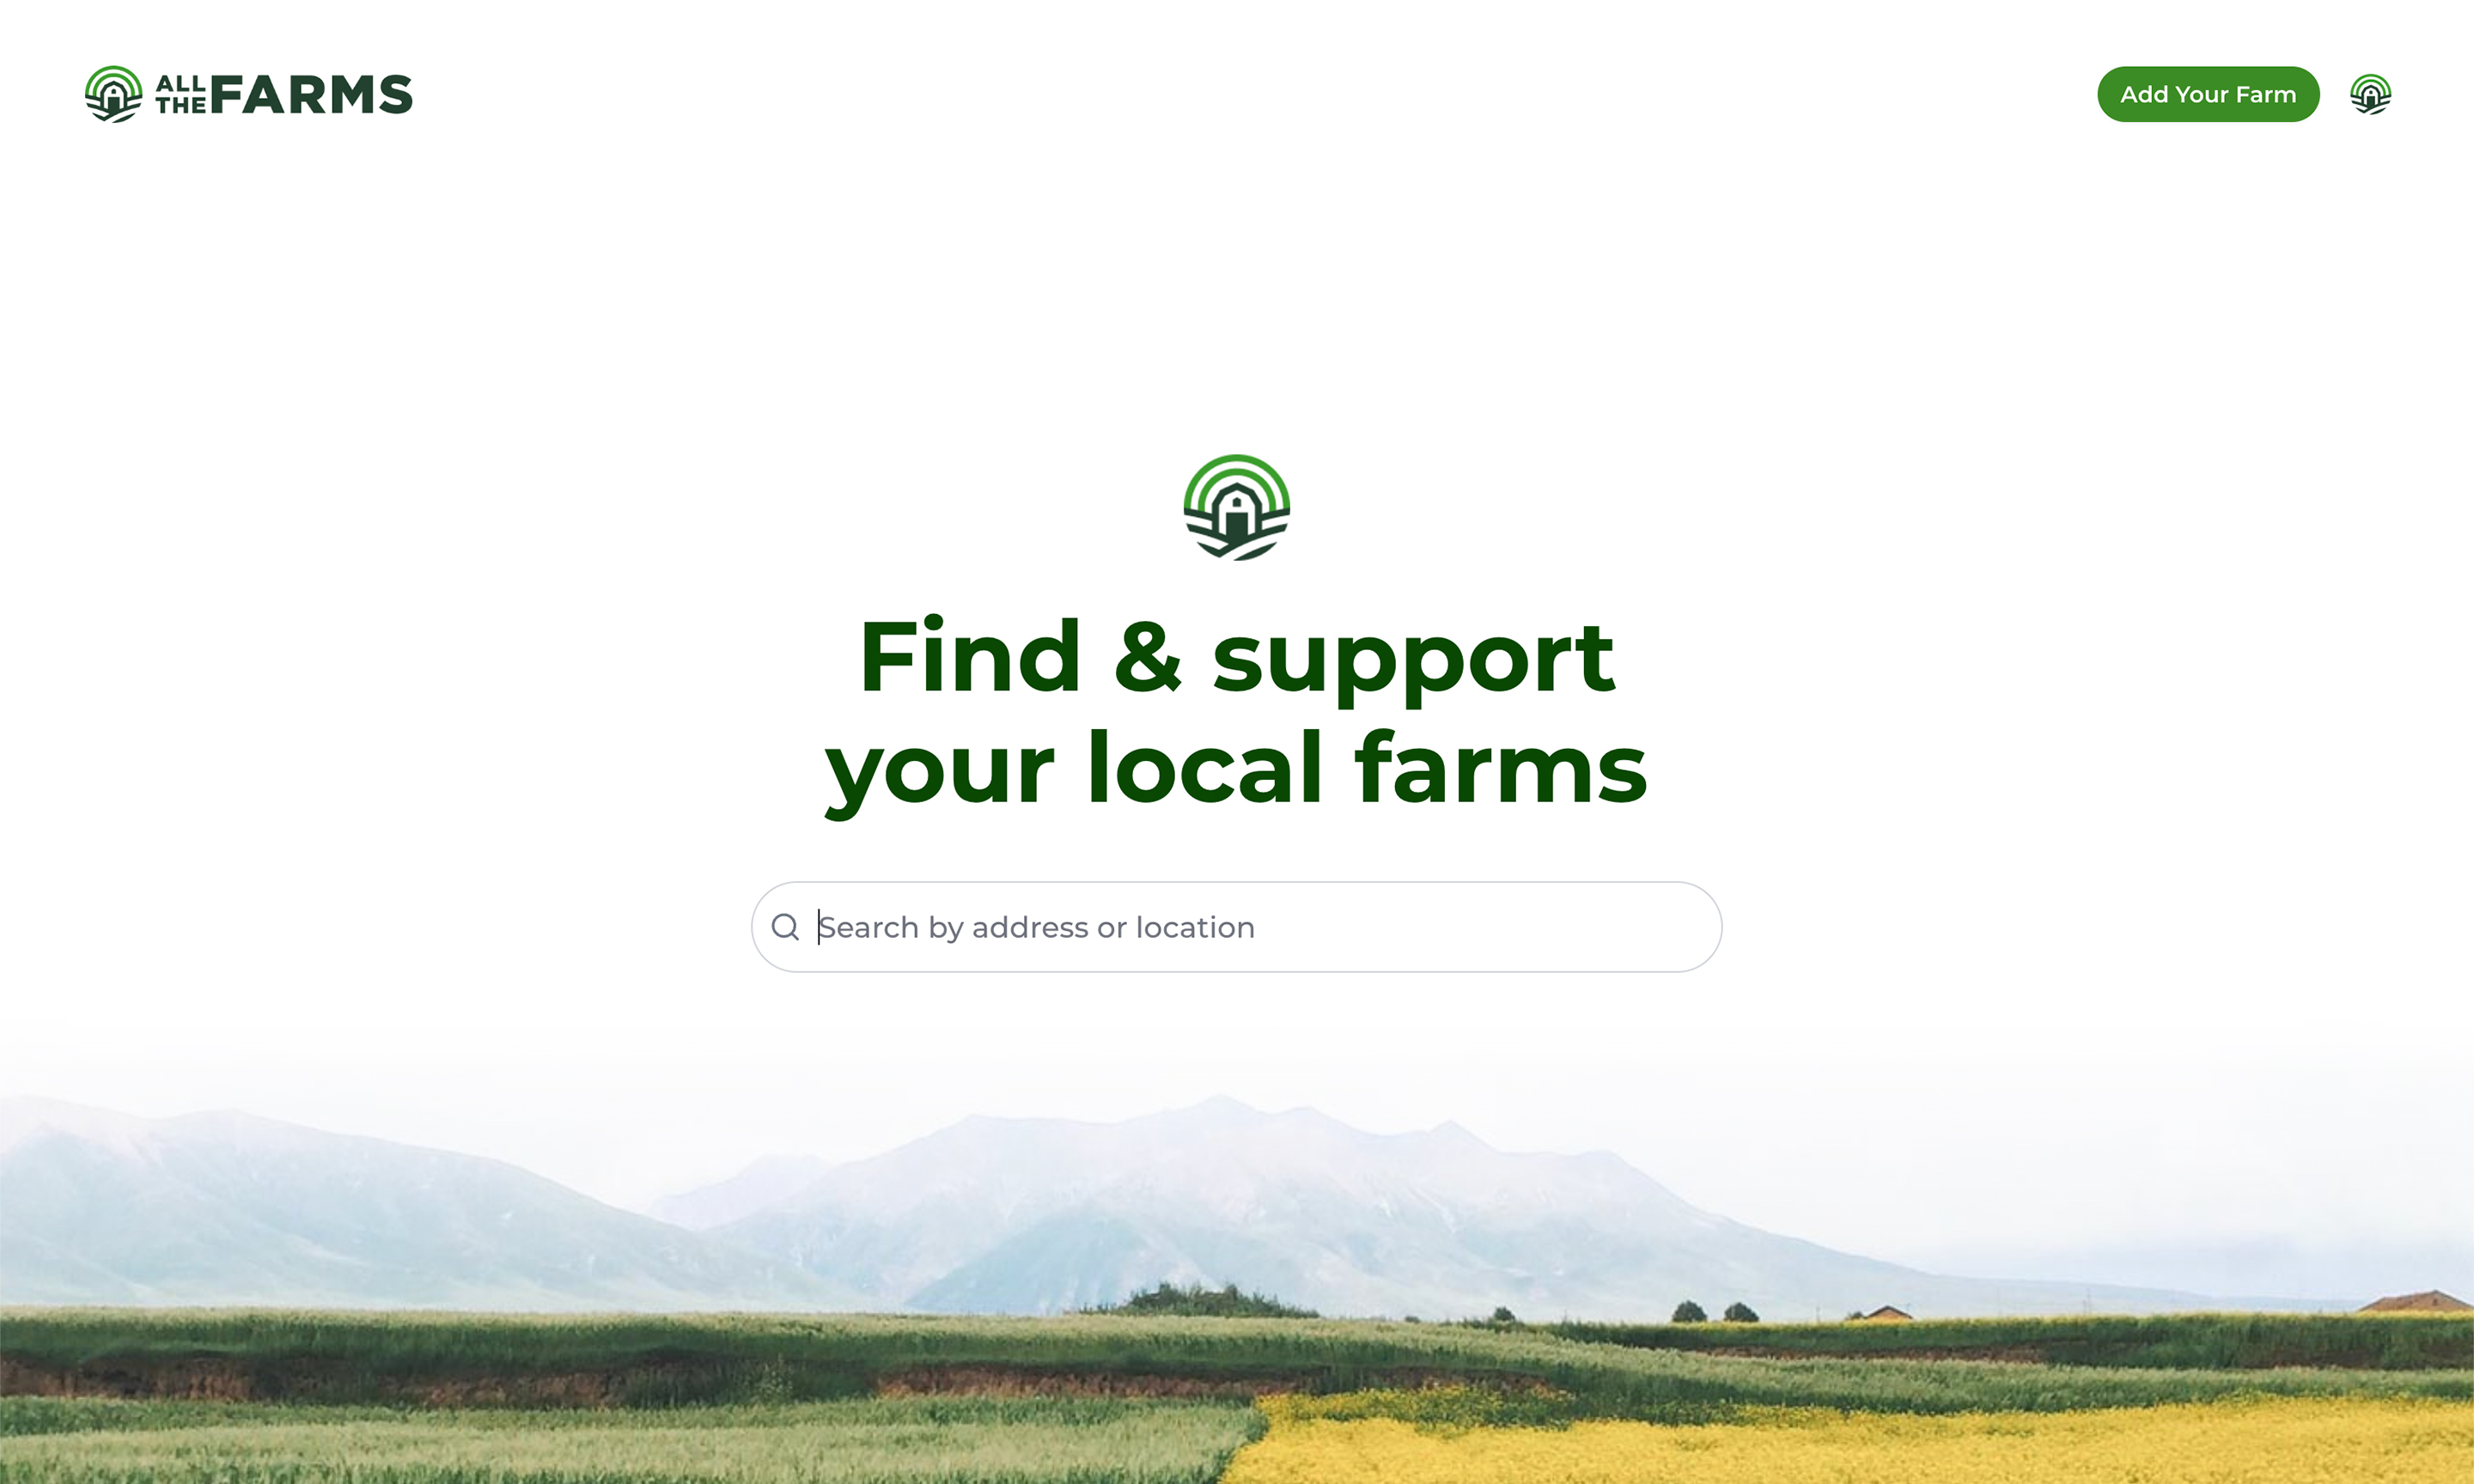 ALL
THE FARMS
Add Your Farm
Find & support
your local farms
Search by address or location